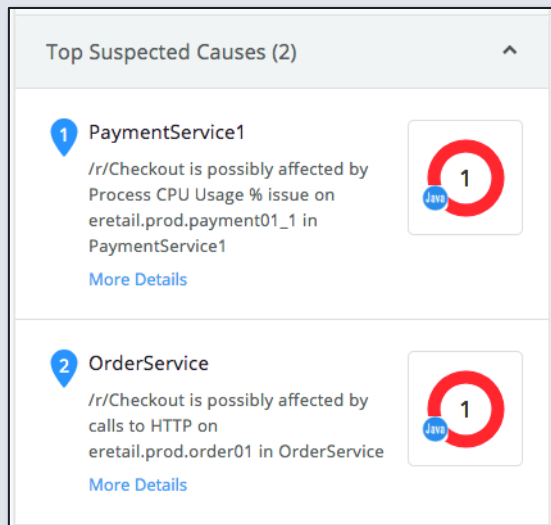 Top Suspected Causes (2)
1
PaymentService1
/r/Checkout is possibly affected by
Process CPU Usage % issue on
eretail.prod.payment01_1 in
PaymentService1
More Details
1
Java
2
OrderService
/r/Checkout is possibly affected by
calls to HTTP on
eretail.prod.order01 in OrderService
More Details
1
Java